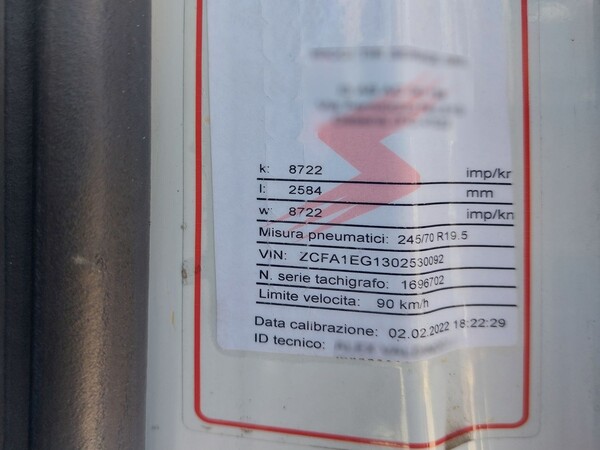 k: 8722 imp/kr
l: 2584 mm
w: 8722 imp/kn
Misura pneumatici: 245/70 R19.5
VIN: ZCFA1EG1302530092
N. serie tachigrafo: 1696702
Limite velocita: 90 km/h
Data calibrazione: 02.02.2022 18:22:29
ID tecnico: